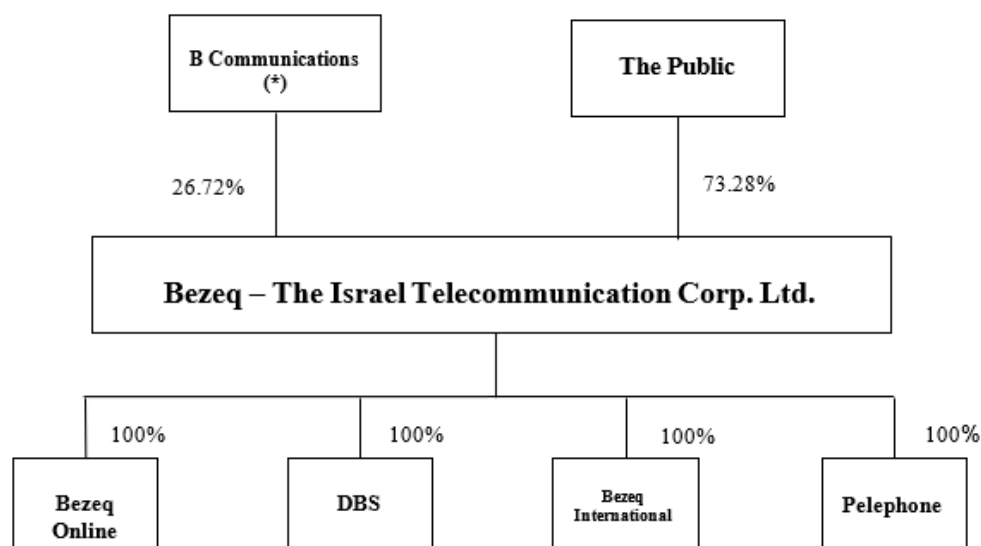 B Communications
(*)
The Public
26.72%
73.28%
Bezeq – The Israel Telecommunication Corp. Ltd.
100%
100%
100%
100%
Bezeq
Online
DBS
Bezeq
International
Pelephone